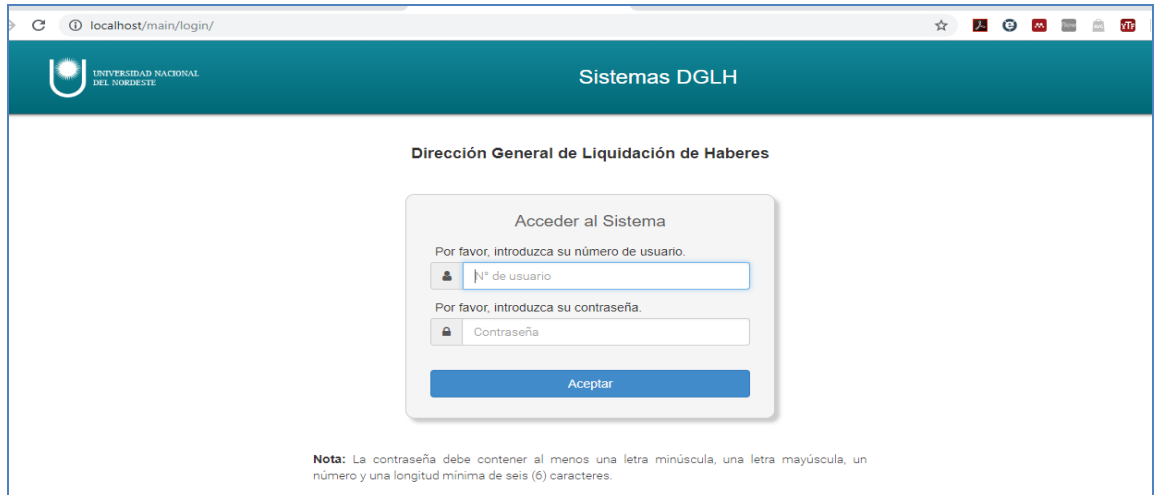 localhost/main/login/
UNIVERSIDAD NACIONAL
DEL NORDESTE
Sistemas DGLH
Dirección General de Liquidación de Haberes
Acceder al Sistema
Por favor, introduzca su número de usuario.
N° de usuario
Por favor, introduzca su contraseña.
Contraseña
Aceptar
Nota: La contraseña debe contener al menos una letra minúscula, una letra mayúscula, un
número y una longitud mínima de seis (6) caracteres.